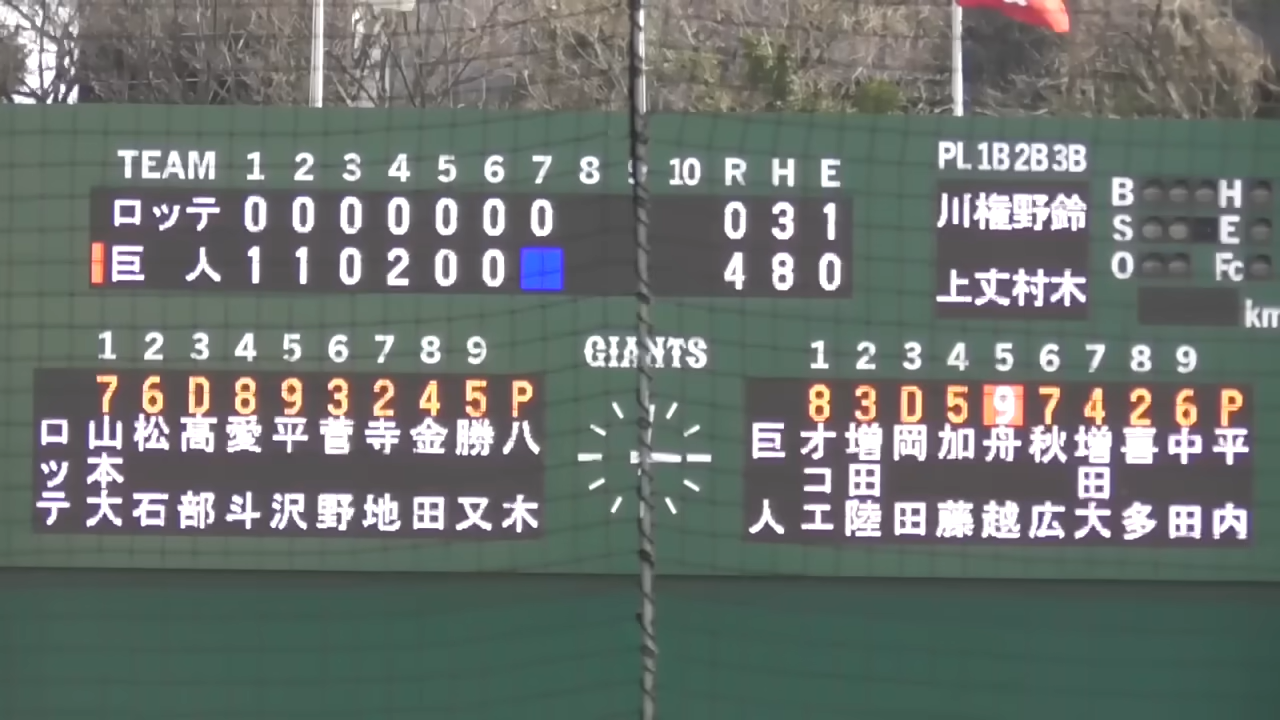 TEAM 1 2 3 4 5 6 7 8 9 10 R H E
ロッテ 0 0 0 0 0 0 0 0 3 1
巨人 1 1 0 2 0 0 4 8 0
PL 1B 2B 3B
川上 権丈 野村 鈴木
B H
S E
O Fc
km
1 2 3 4 5 6 7 8 9
7 6 D 8 9 3 2 4 5 P
ロッテ 山本大 松石 高部 愛斗 平沢 菅野 寺地 金田 勝又 八木
GIANTS
1 2 3 4 5 6 7 8 9
8 3 D 5 9 7 4 2 6 P
巨人 オコエ 増田陸 岡田 加藤 舟越 秋広 増田大 喜多 中田 平内